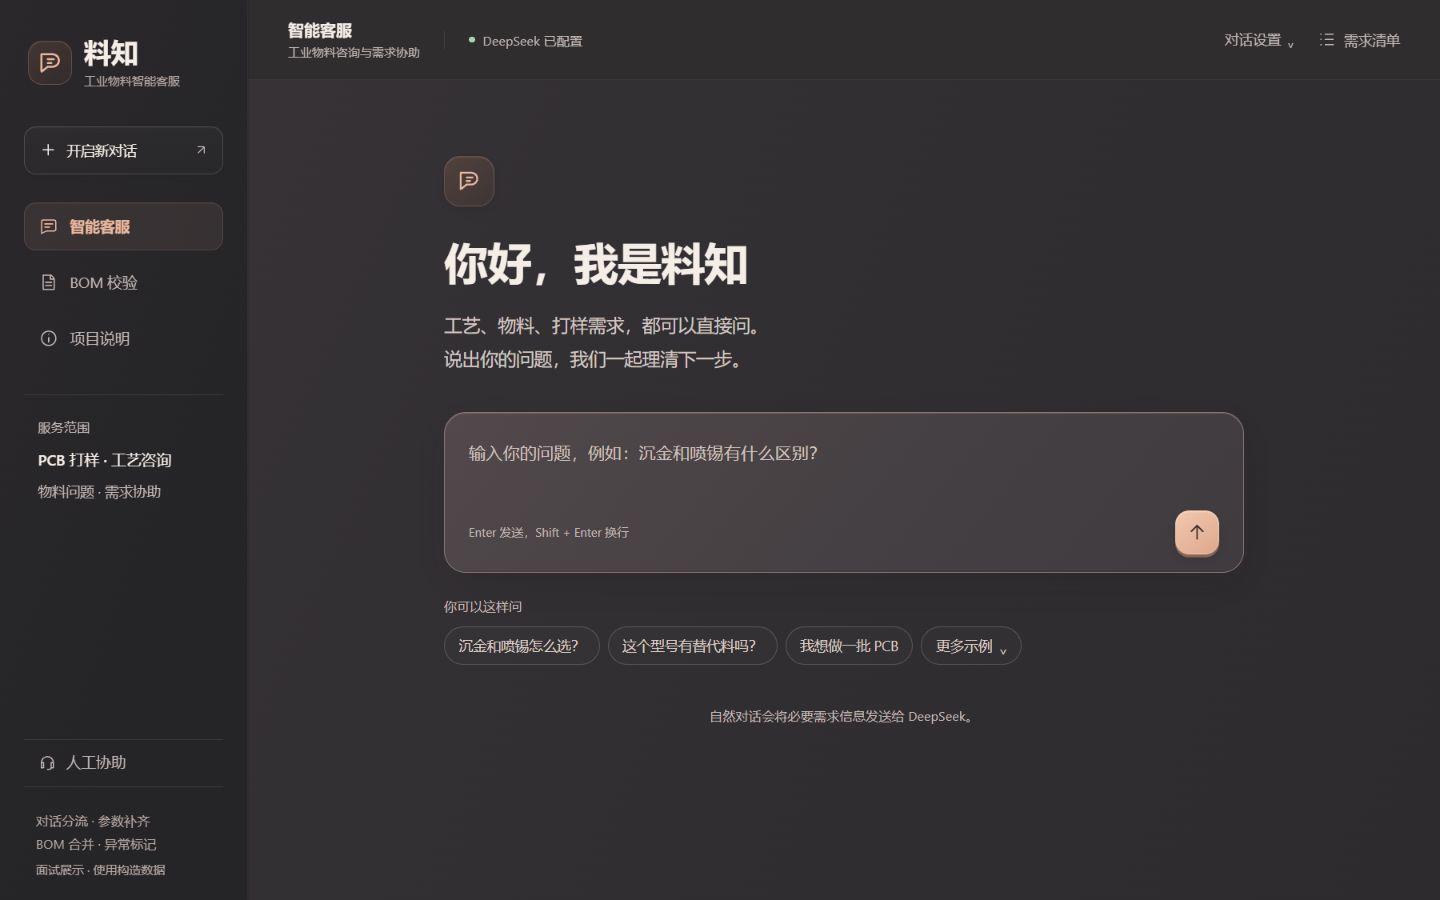 料知
工业物料智能客服
开启新对话
智能客服
BOM 校验
项目说明
服务范围
PCB 打样 · 工艺咨询
物料问题 · 需求协助
人工协助
对话分流 · 参数补齐
BOM 合并 · 异常标记
面试展示 · 使用构造数据
智能客服
工业物料咨询与需求协助
DeepSeek 已配置
对话设置
需求清单
你好，我是料知
工艺、物料、打样需求，都可以直接问。
说出你的问题，我们一起理清下一步。
输入你的问题，例如：沉金和喷锡有什么区别？
Enter 发送，Shift + Enter 换行
你可以这样问
沉金和喷锡怎么选？
这个型号有替代料吗？
我想做一批 PCB
更多示例
自然对话会将必要需求信息发送给 DeepSeek。